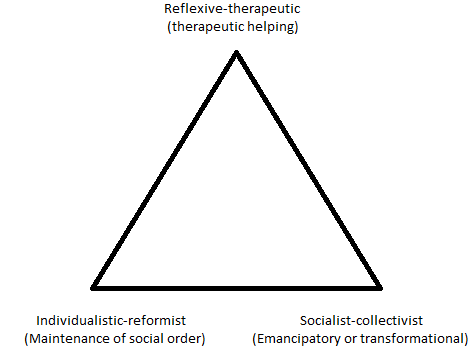 Reflexive-therapeutic
(therapeutic helping)
Individualistic-reformist
(Maintenance of social order)
Socialist-collectivist
(Emancipatory or transformational)